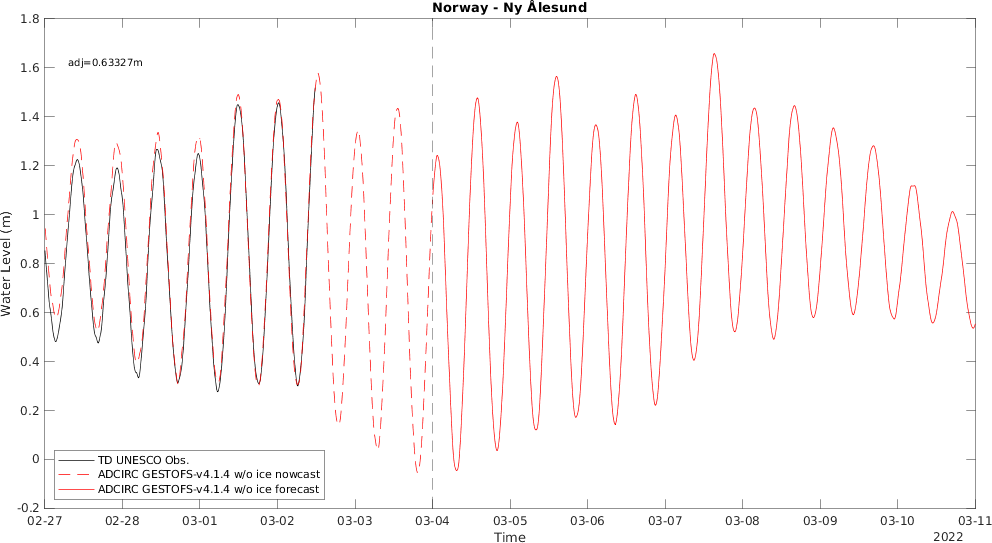 Norway - Ny Ålesund
adj=0.63327m
1.8
1.6
1.4
1.2
1
0.8
0.6
0.4
0.2
0
-0.2
Water Level (m)
TD UNESCO Obs.
ADCIRC GESTOFS-v4.1.4 w/o ice nowcast
ADCIRC GESTOFS-v4.1.4 w/o ice forecast
02-27 02-28 03-01 03-02 03-03 03-04 03-05 03-06 03-07 03-08 03-09 03-10 03-11
Time
2022